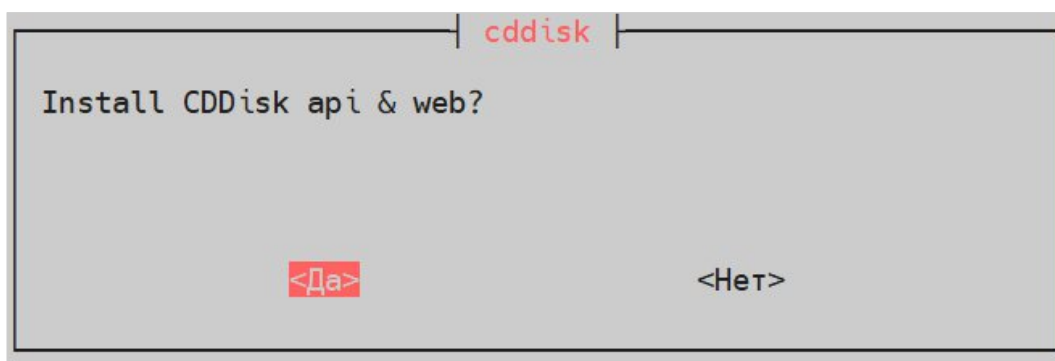 cddisk
Install CDDisk api & web?
<Да> <Нет>